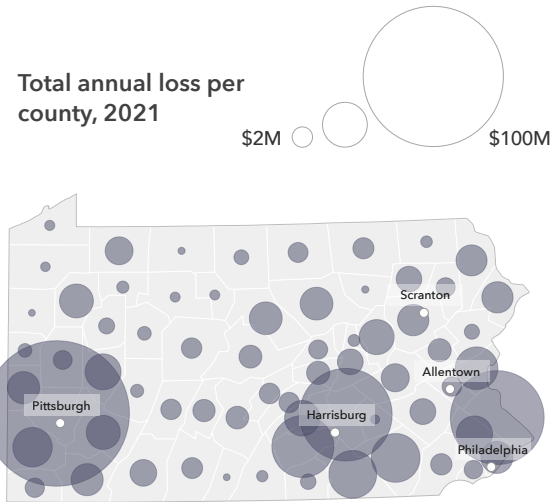 Total annual loss per
county, 2021
$2M
$100M
Scranton
Allentown
Pittsburgh
Harrisburg
Philadelphia